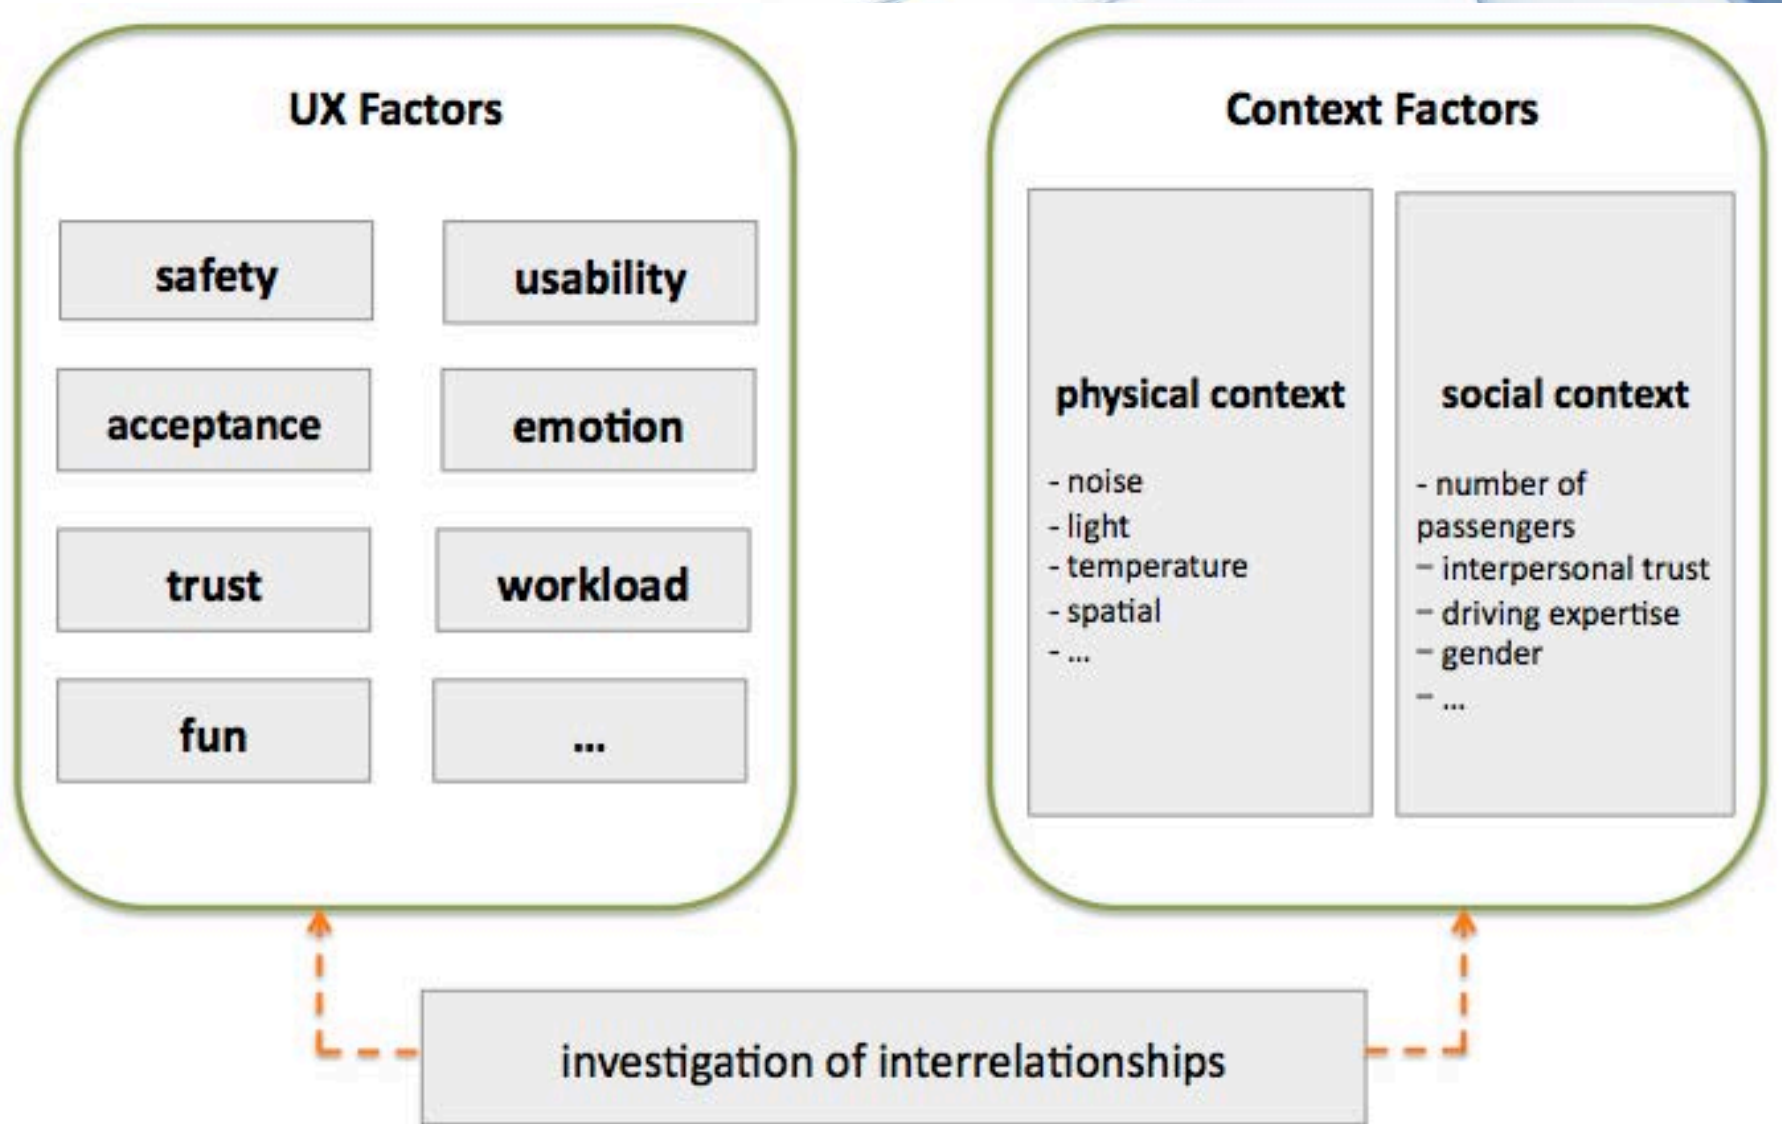 UX Factors
safety
usability
acceptance
emotion
trust
workload
fun
...
Context Factors
physical context
- noise
- light
- temperature
- spatial
- ...
social context
- number of
passengers
– interpersonal trust
– driving expertise
– gender
– ...
investigation of interrelationships